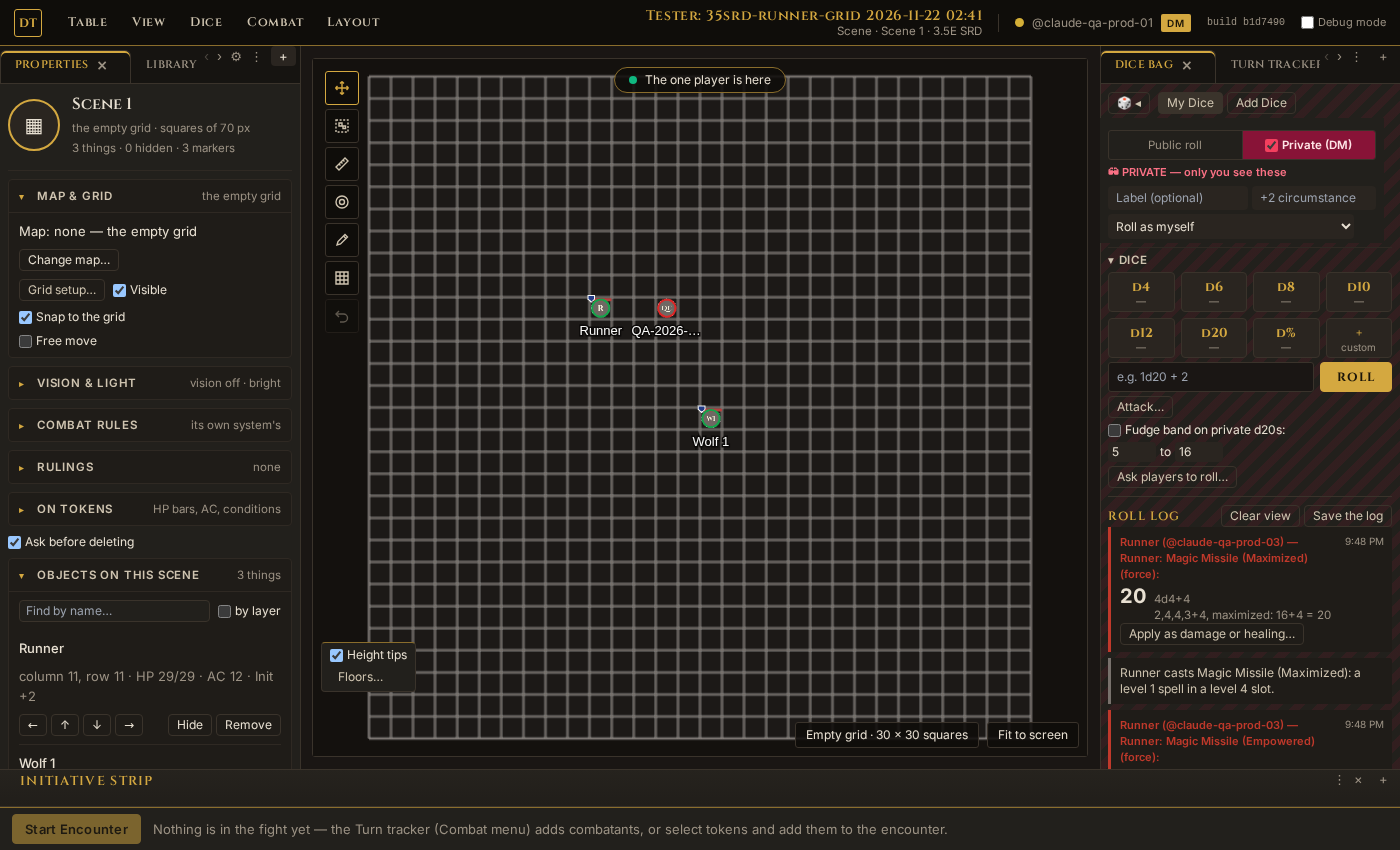 DT
TABLE VIEW DICE COMBAT LAYOUT
TESTER: 35SRD-RUNNER-GRID 2026-11-22 02:41
Scene · Scene 1 · 3.5E SRD
@claude-qa-prod-01 DM build b1d7490 Debug mode
PROPERTIES × LIBRARY ‹ › ⚙ ⋮ +
SCENE 1
the empty grid · squares of 70 px
3 things · 0 hidden · 3 markers
▾ MAP & GRID the empty grid
Map: none — the empty grid
Change map...
Grid setup... Visible
Snap to the grid
Free move
▸ VISION & LIGHT vision off · bright
▸ COMBAT RULES its own system's
▸ RULINGS none
▸ ON TOKENS HP bars, AC, conditions
Ask before deleting
▾ OBJECTS ON THIS SCENE 3 things
Find by name... by layer
Runner
column 11, row 11 · HP 29/29 · AC 12 · Init
+2
← ↑ ↓ → Hide Remove
Wolf 1
The one player is here
R
Runner QA-2026-...
Wolf 1
Height tips
Floors...
Empty grid · 30 × 30 squares Fit to screen
DICE BAG × TURN TRACKER ‹ › ⋮ +
My Dice Add Dice
Public roll Private (DM)
PRIVATE — only you see these
Label (optional) +2 circumstance
Roll as myself
▾ DICE
D4 D6 D8 D10
— — — —
D12 D20 D% +
— — — custom
e.g. 1d20 + 2 ROLL
Attack...
Fudge band on private d20s:
5 to 16
Ask players to roll...
ROLL LOG Clear view Save the log
Runner (@claude-qa-prod-03) — 9:48 PM
Runner: Magic Missile (Maximized)
(force):
20 4d4+4
2,4,4,3+4, maximized: 16+4 = 20
Apply as damage or healing...
Runner casts Magic Missile (Maximized): a
level 1 spell in a level 4 slot.
Runner (@claude-qa-prod-03) — 9:48 PM
Runner: Magic Missile (Empowered)
(force):
INITIATIVE STRIP ⋮ × +
Start Encounter Nothing is in the fight yet — the Turn tracker (Combat menu) adds combatants, or select tokens and add them to the encounter.